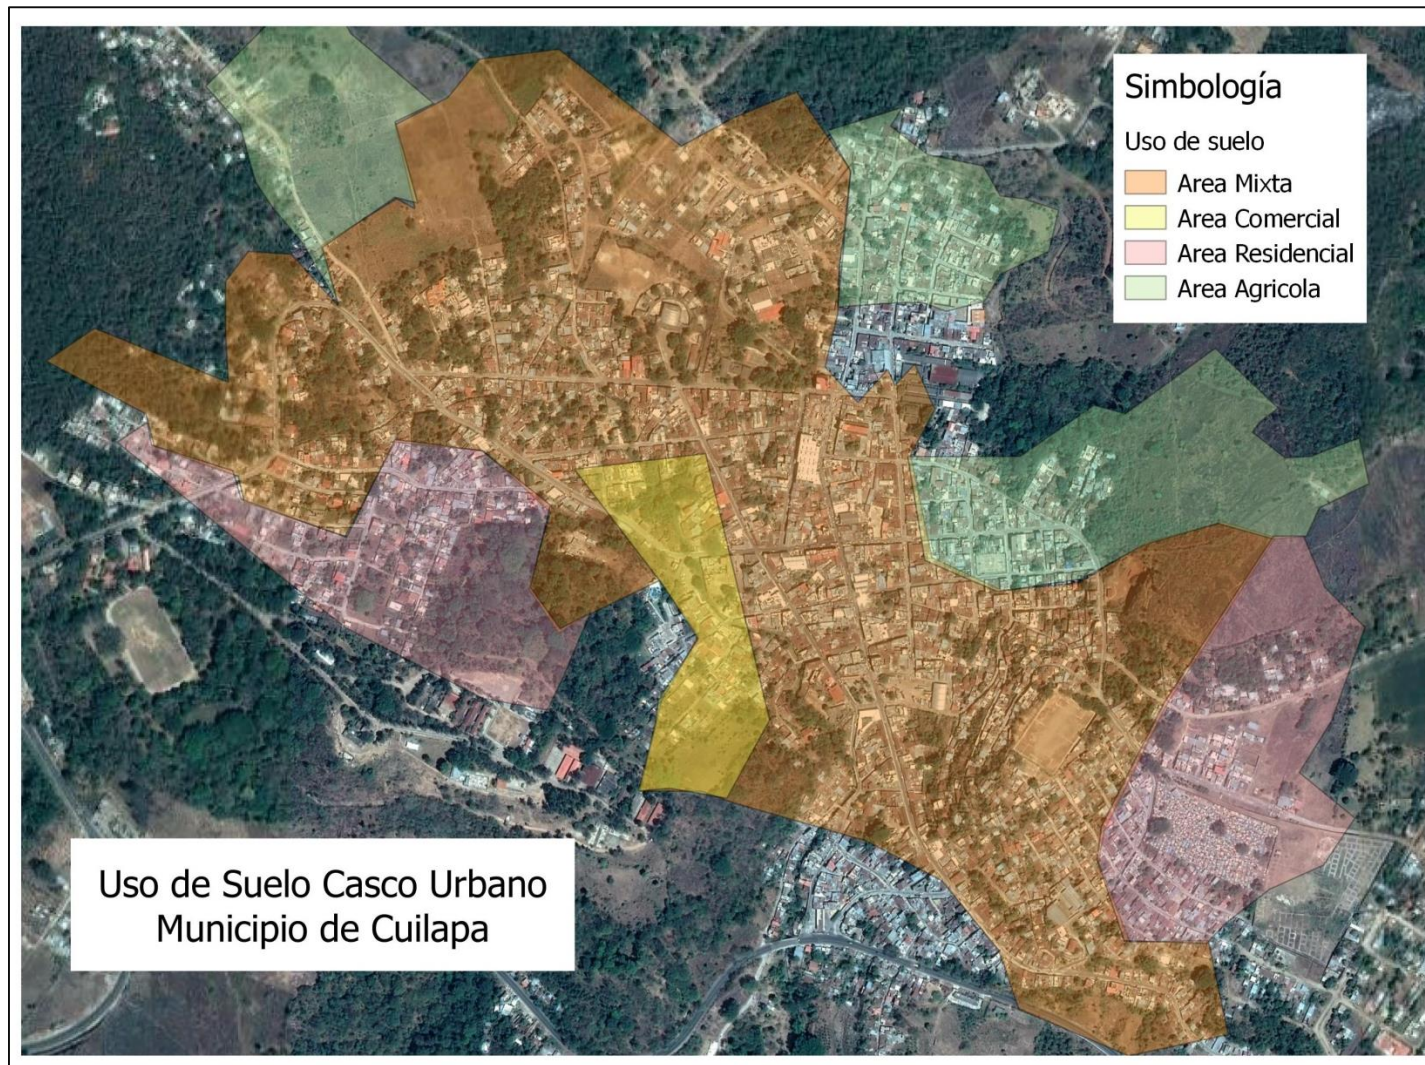 Simbología
Uso de suelo
Area Mixta
Area Comercial
Area Residencial
Area Agricola
Uso de Suelo Casco Urbano
Municipio de Cuilapa